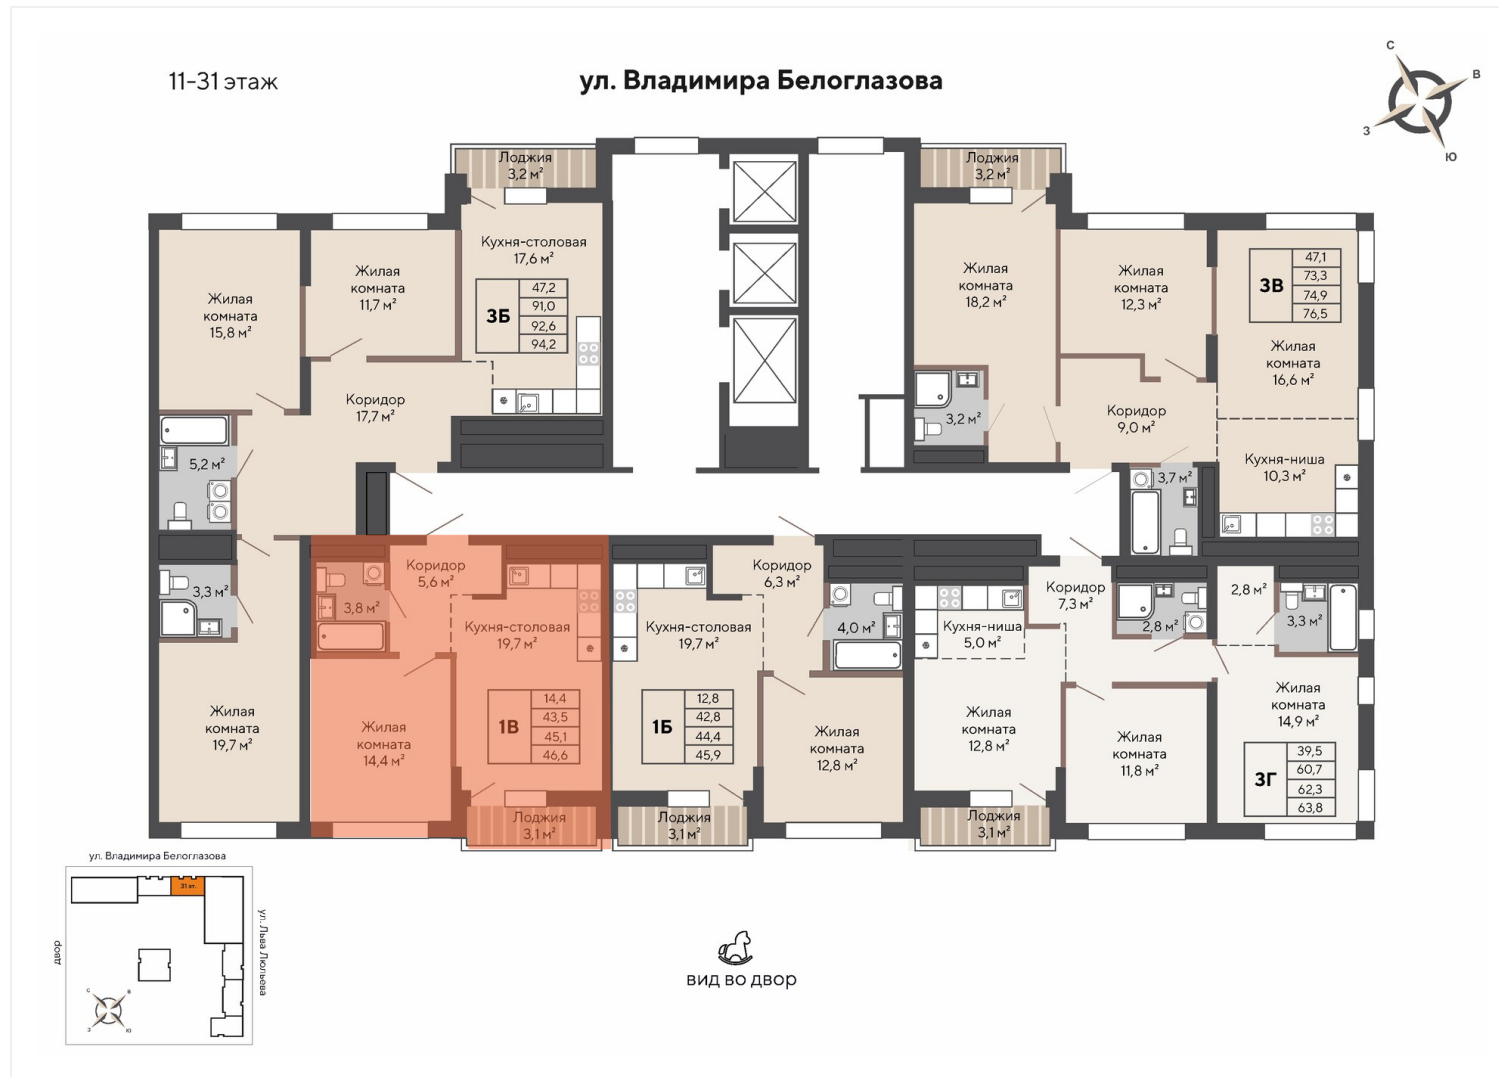 11-31 этаж
ул. Владимира Белоглазова
С
В
З
Ю
Лоджия
3,2 м²
Кухня-столовая
17,6 м²
3Б
47,2
91,0
92,6
94,2
Жилая
комната
11,7 м²
Жилая
комната
15,8 м²
Коридор
17,7 м²
5,2 м²
3,3 м²
Жилая
комната
19,7 м²
Лоджия
3,2 м²
Жилая
комната
18,2 м²
Жилая
комната
12,3 м²
3В
47,1
73,3
74,9
76,5
Жилая
комната
16,6 м²
3,2 м²
Коридор
9,0 м²
Кухня-ниша
10,3 м²
3,7 м²
Коридор
5,6 м²
3,8 м²
Кухня-столовая
19,7 м²
1В
14,4
43,5
45,1
46,6
Жилая
комната
14,4 м²
Лоджия
3,1 м²
Коридор
6,3 м²
Кухня-столовая
19,7 м²
4,0 м²
1Б
12,8
42,8
44,4
45,9
Жилая
комната
12,8 м²
Лоджия
3,1 м²
Кухня-ниша
5,0 м²
Коридор
7,3 м²
2,8 м²
2,8 м²
3,3 м²
Жилая
комната
12,8 м²
Жилая
комната
11,8 м²
Жилая
комната
14,9 м²
3Г
39,5
60,7
62,3
63,8
Лоджия
3,1 м²
ул. Владимира Белоглазова
31 эт.
двор
ул. Льва Люльева
С
В
З
Ю
вид во двор